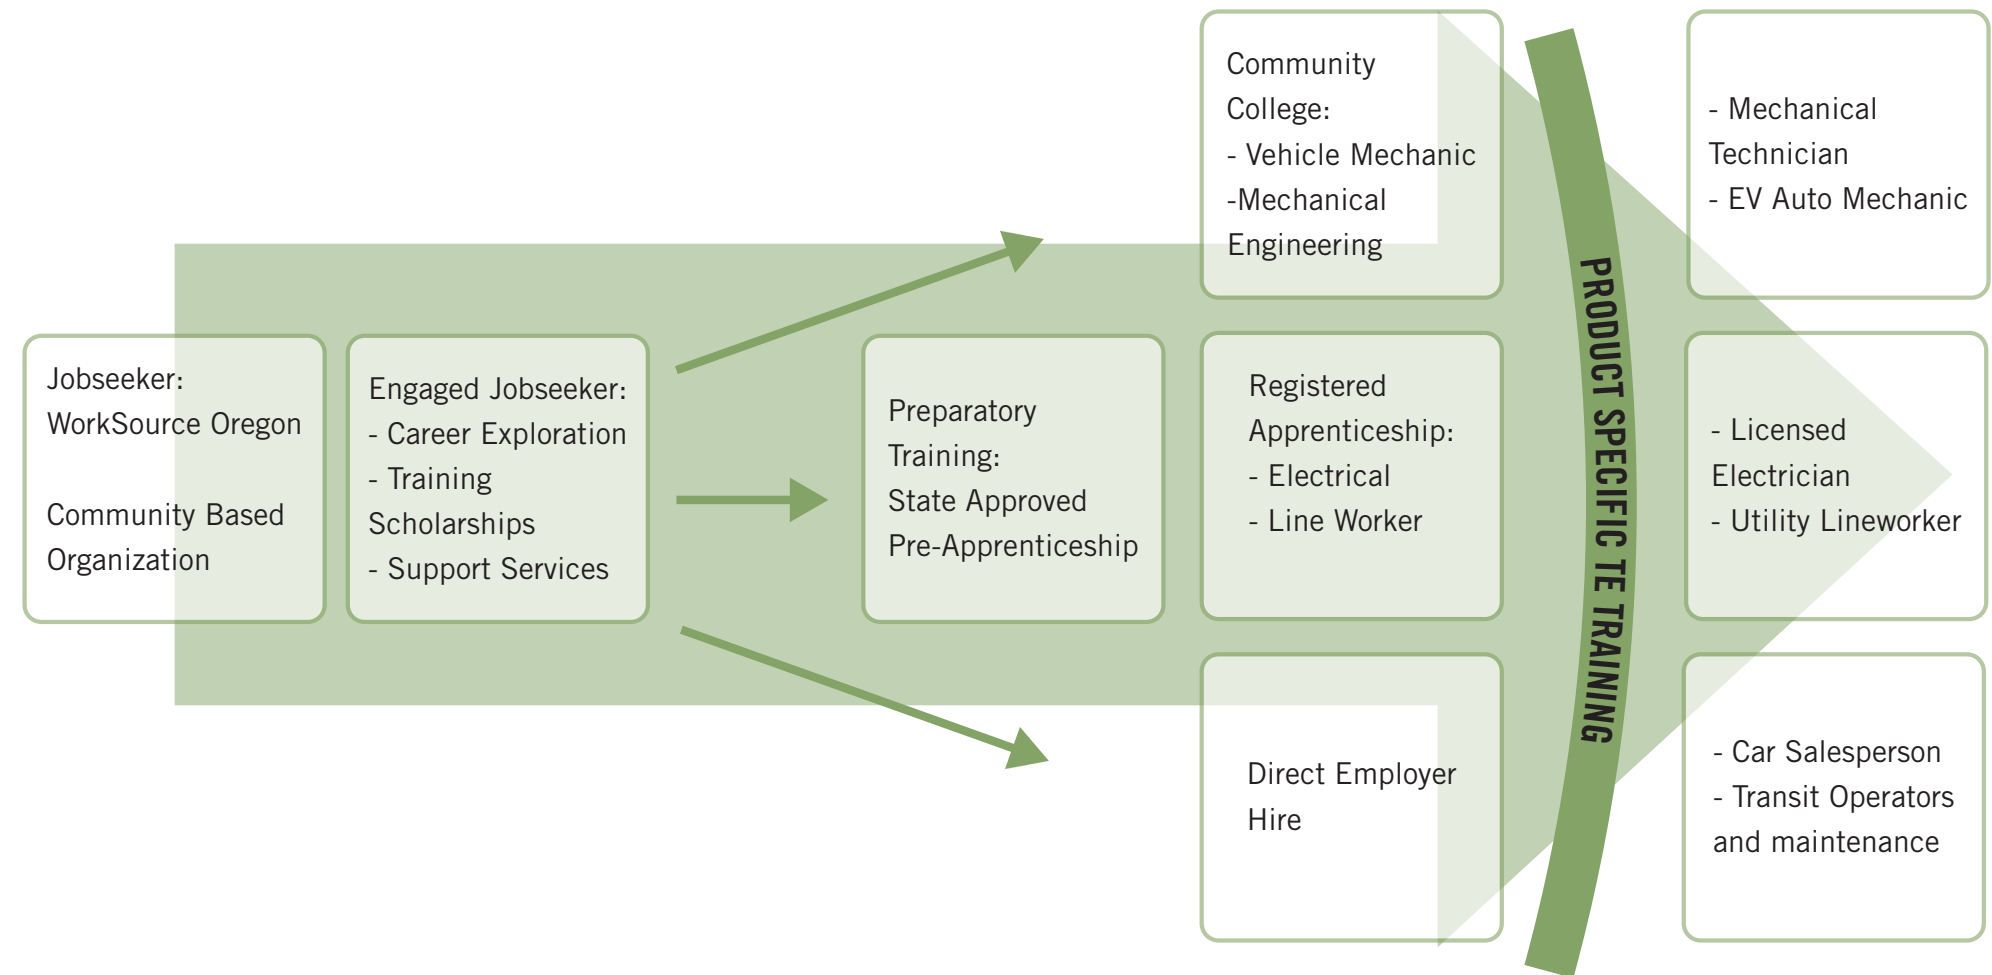 Jobseeker:
WorkSource Oregon
Community Based
Organization
Engaged Jobseeker:
- Career Exploration
- Training
Scholarships
- Support Services
Preparatory
Training:
State Approved
Pre-Apprenticeship
Community
College:
- Vehicle Mechanic
-Mechanical
Engineering
Registered
Apprenticeship:
- Electrical
- Line Worker
Direct Employer
Hire
PRODUCT SPECIFIC TE TRAINING
- Mechanical
Technician
- EV Auto Mechanic
- Licensed
Electrician
- Utility Lineworker
- Car Salesperson
- Transit Operators
and maintenance